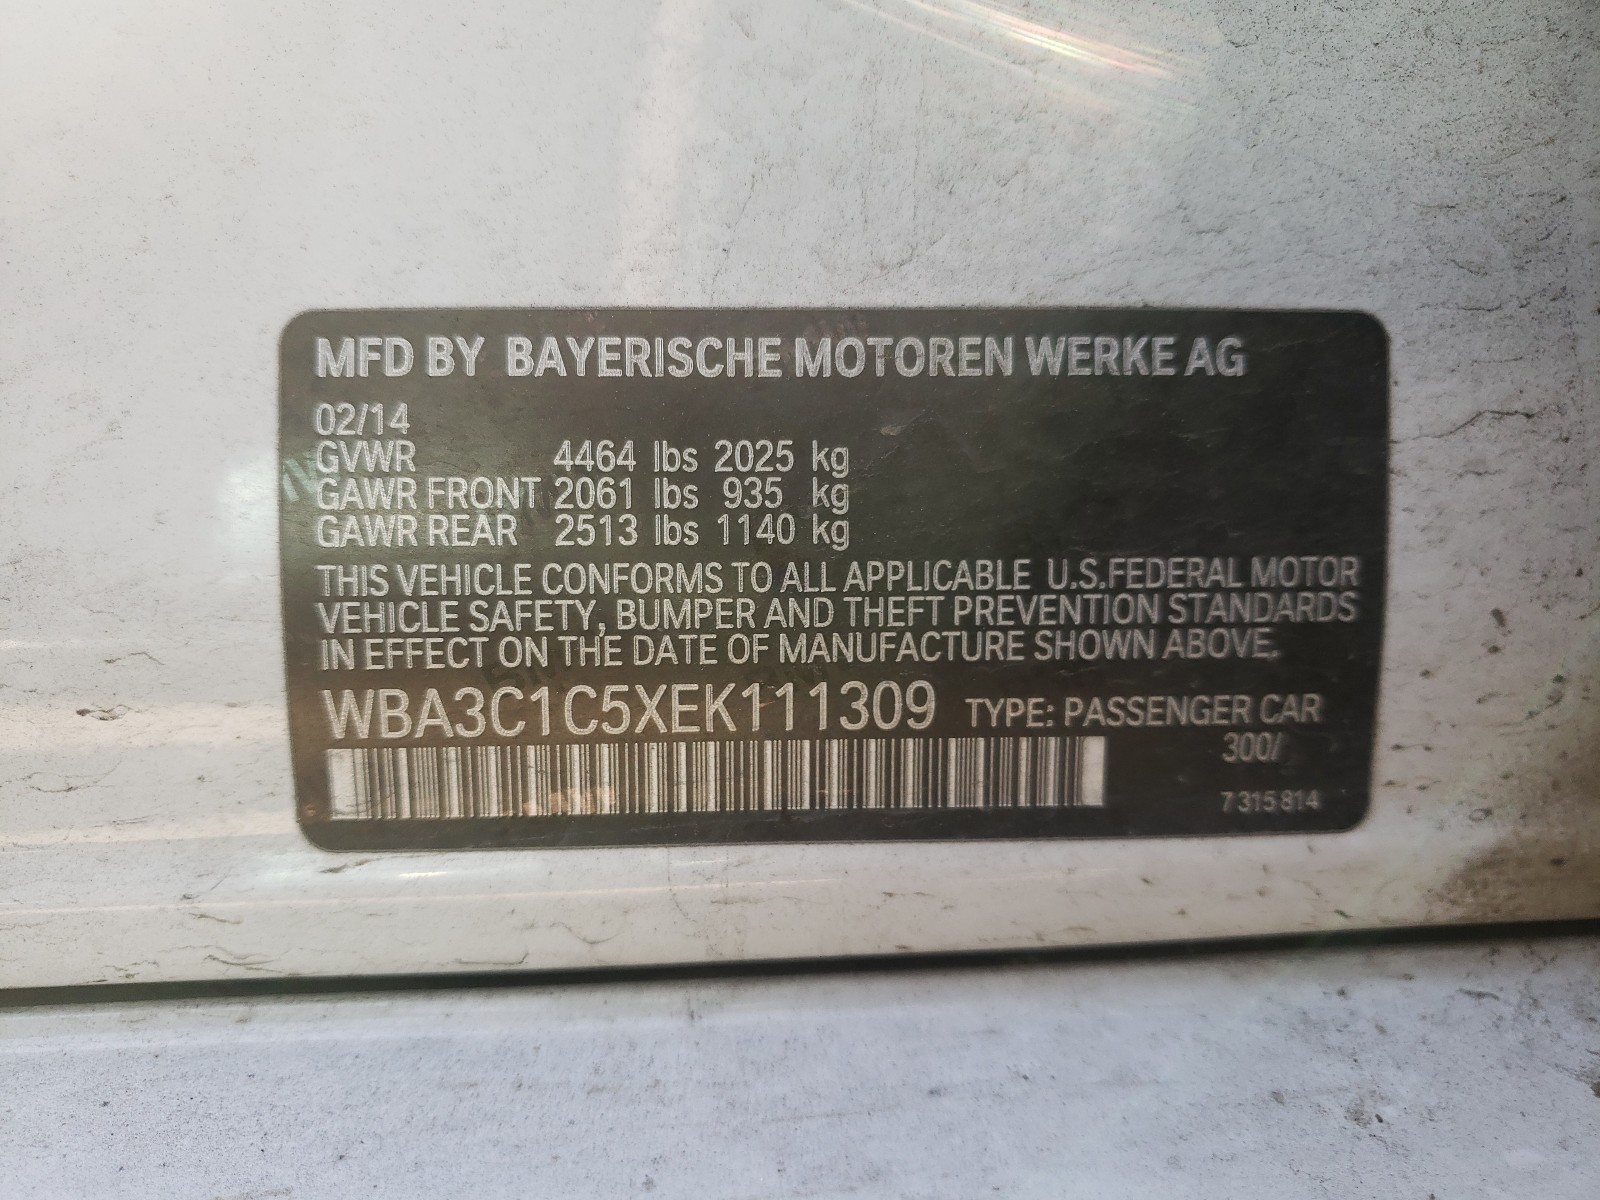 MFD BY BAYERISCHE MOTOREN WERKE AG
02/14
GVWR 4464 lbs 2025 kg
GAWR FRONT 2061 lbs 935 kg
GAWR REAR 2513 lbs 1140 kg
THIS VEHICLE CONFORMS TO ALL APPLICABLE U.S.FEDERAL MOTOR
VEHICLE SAFETY, BUMPER AND THEFT PREVENTION STANDARDS
IN EFFECT ON THE DATE OF MANUFACTURE SHOWN ABOVE.
WBA3C1C5XEK111309 TYPE: PASSENGER CAR
300/
7 315 814